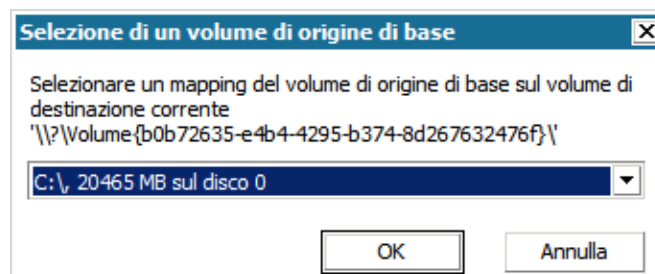 Selezione di un volume di origine di base
Selezionare un mapping del volume di origine di base sul volume di
destinazione corrente
'\\?\Volume{b0b72635-e4b4-4295-b374-8d267632476f}\'
C:\, 20465 MB sul disco 0
OK
Annulla